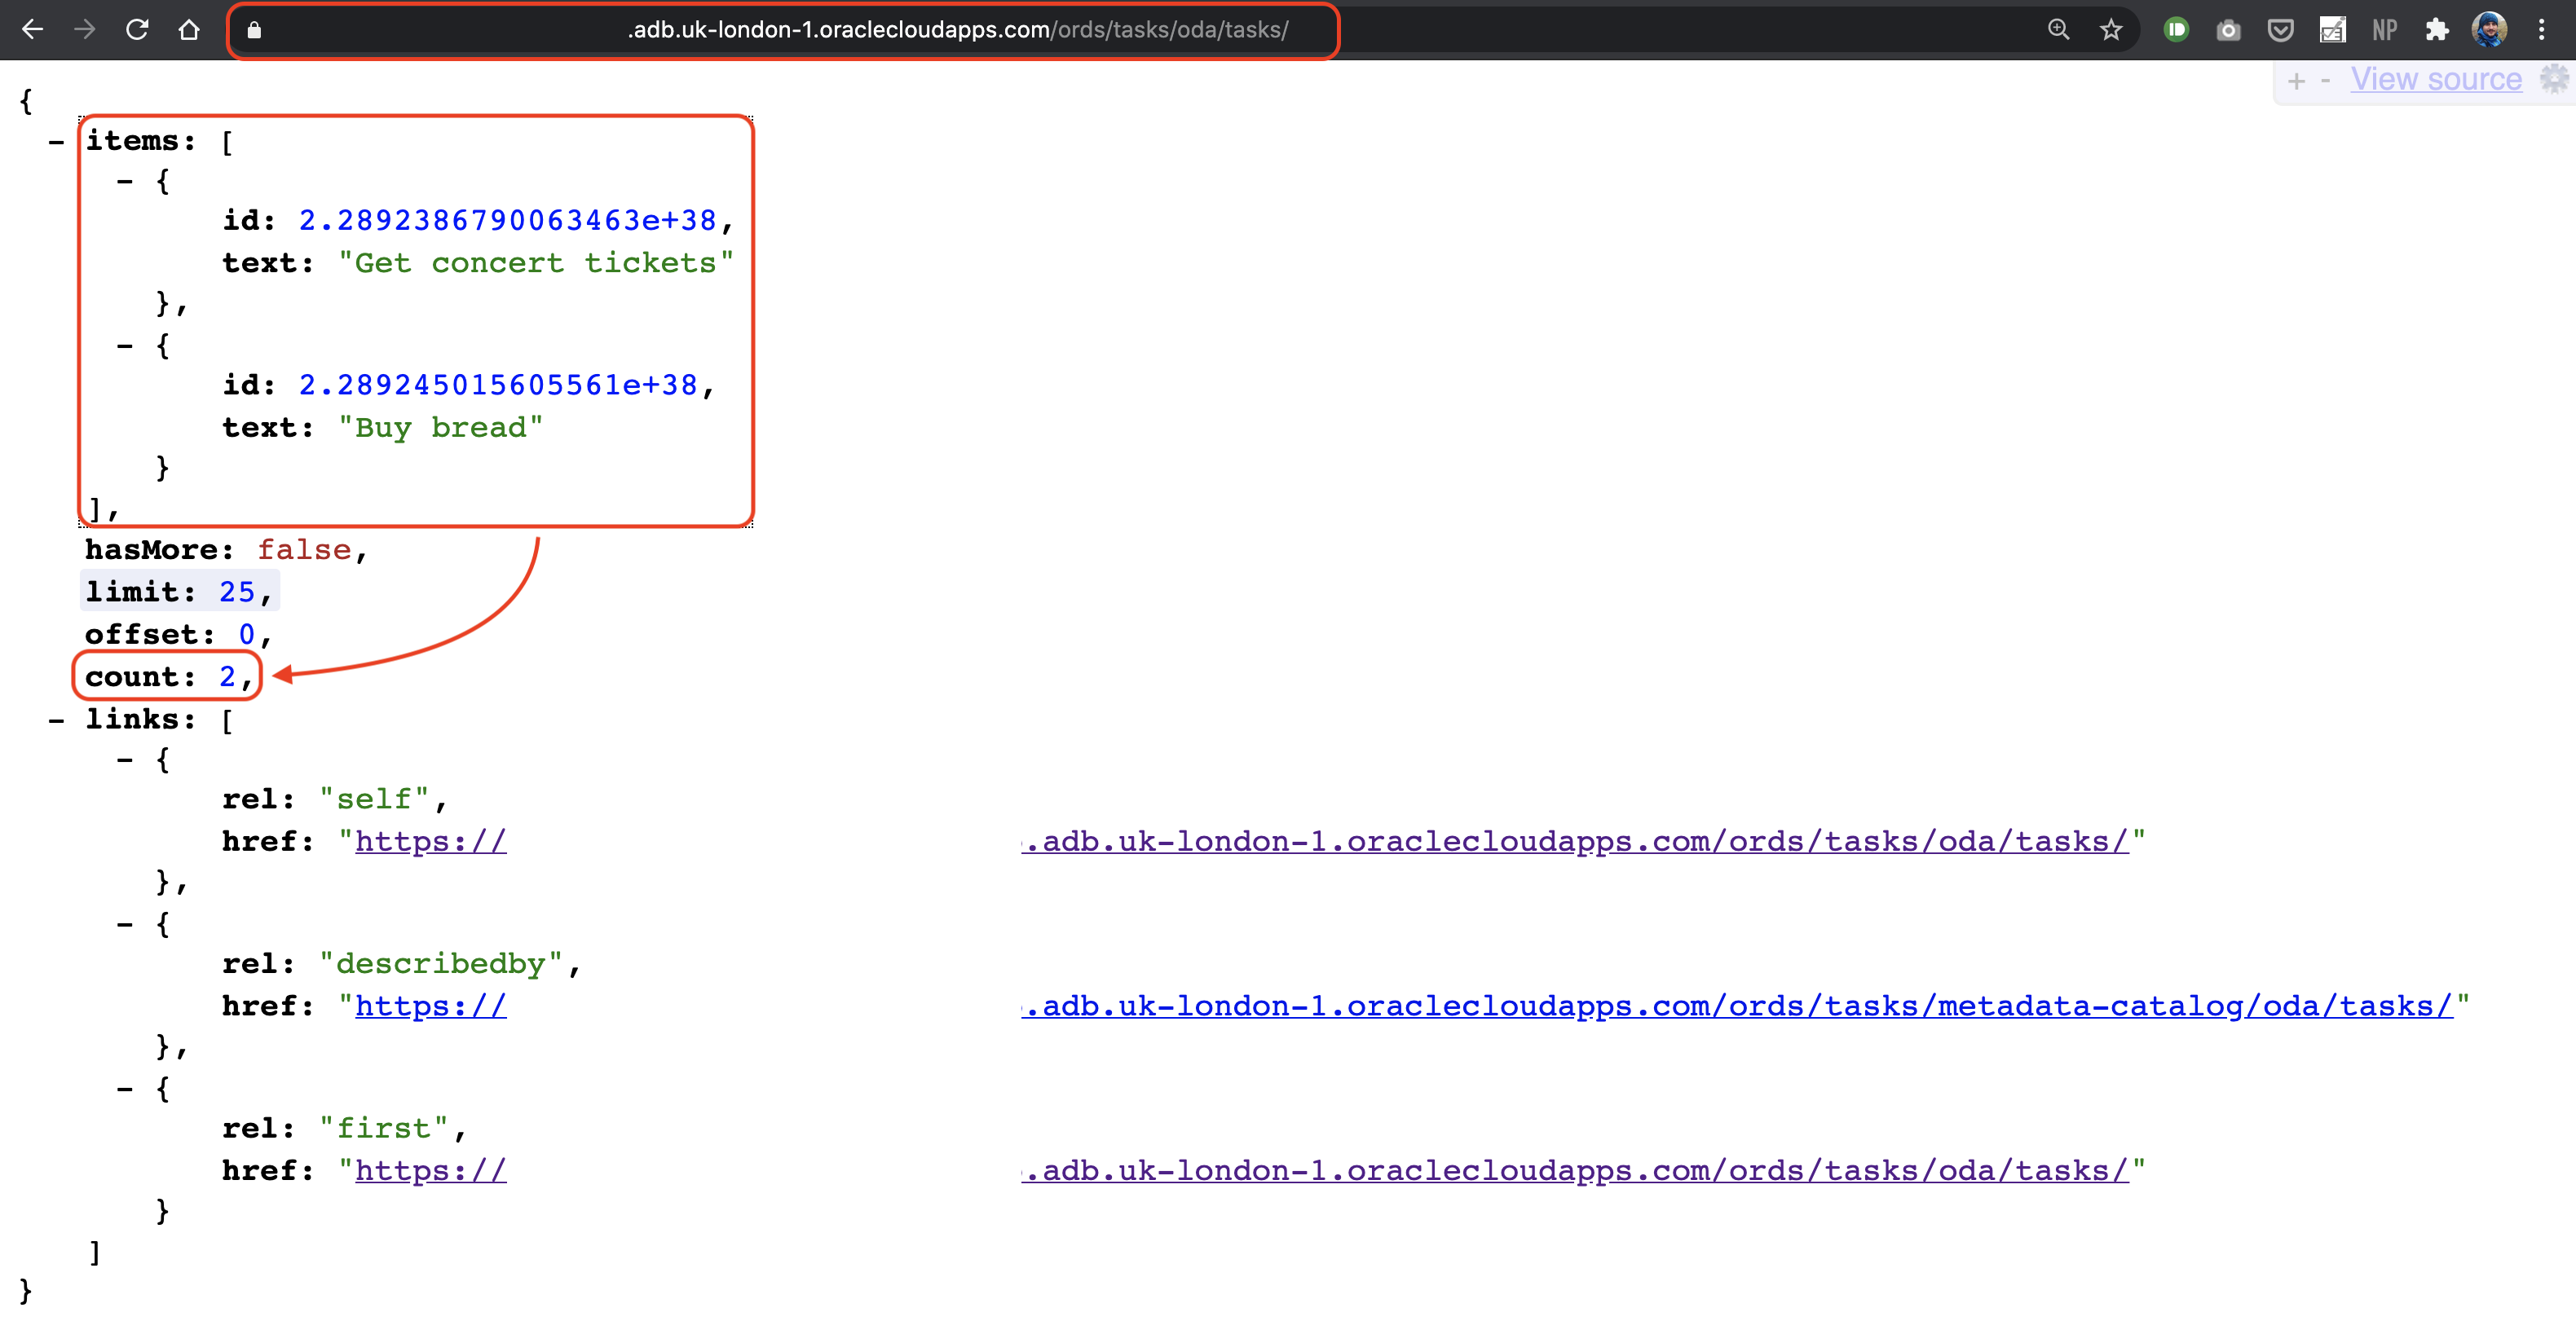 .adb.uk-london-1.oraclecloudapps.com/ords/tasks/oda/tasks/
NP
+ - View source
{
- items: [
- {
id: 2.2892386790063463e+38,
text: "Get concert tickets"
},
- {
id: 2.289245015605561e+38,
text: "Buy bread"
}
],
hasMore: false,
limit: 25,
offset: 0,
count: 2,
- links: [
- {
rel: "self",
href: "https:// .adb.uk-london-1.oraclecloudapps.com/ords/tasks/oda/tasks/"
},
- {
rel: "describedby",
href: "https:// .adb.uk-london-1.oraclecloudapps.com/ords/tasks/metadata-catalog/oda/tasks/"
},
- {
rel: "first",
href: "https:// .adb.uk-london-1.oraclecloudapps.com/ords/tasks/oda/tasks/"
}
]
}